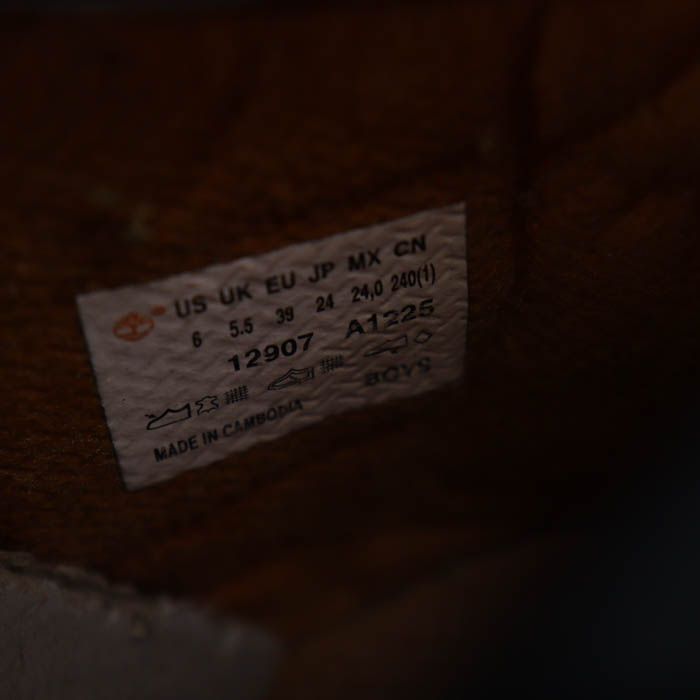 US UK EU JP MX CN
6 5.5 39 24 24,0 240(1)
12907 A1225
BOYS
MADE IN CAMBODIA